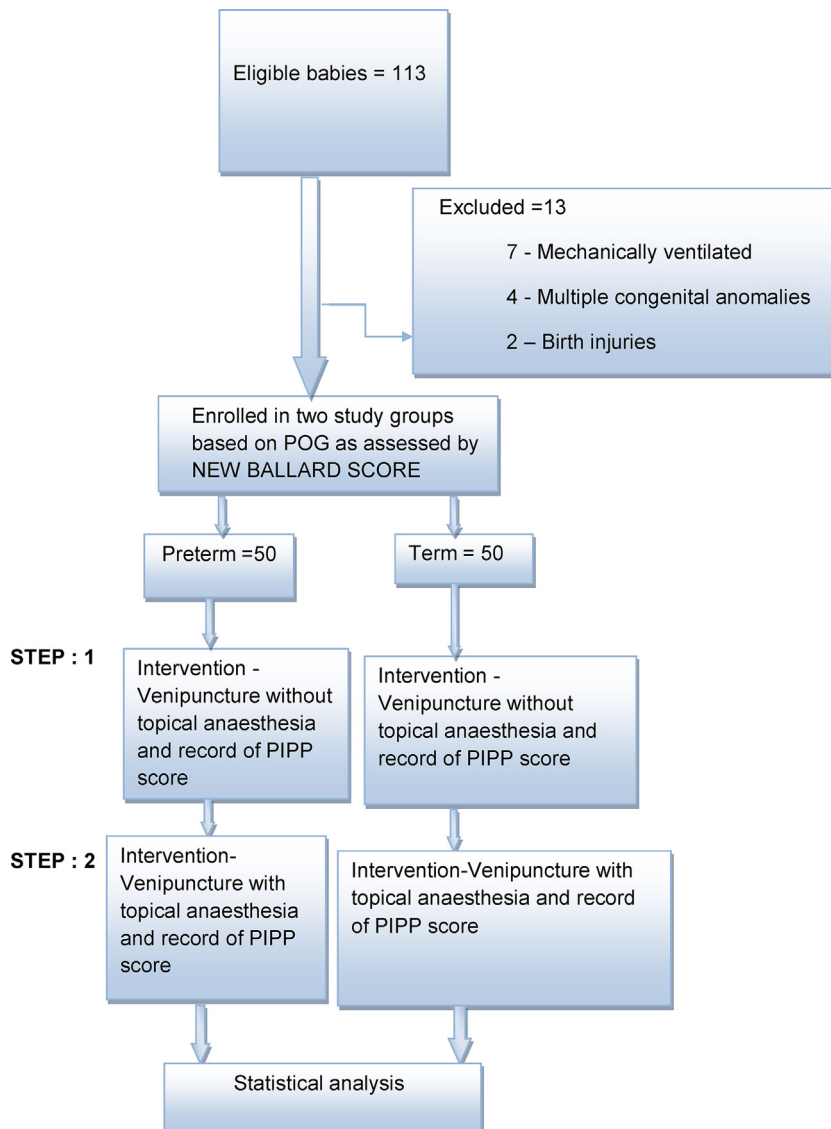 Eligible babies = 113
Excluded =13
7 - Mechanically ventilated
4 - Multiple congenital anomalies
2 – Birth injuries
Enrolled in two study groups
based on POG as assessed by
NEW BALLARD SCORE
Preterm =50
Term = 50
STEP : 1
Intervention -
Venipuncture without
topical anaesthesia
and record of PIPP
score
Intervention -
Venipuncture without
topical anaesthesia and
record of PIPP score
STEP : 2
Intervention-
Venipuncture with
topical anaesthesia
and record of PIPP
score
Intervention-Venipuncture with
topical anaesthesia and record
of PIPP score
Statistical analysis